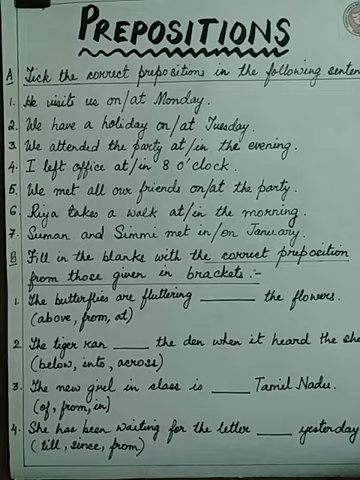 PREPOSITIONS
A Tick the correct prepositions in the following
1. He visits us on/at Monday.
2. We have a holiday on/at Tuesday.
3. We attended the party at/in the evening.
4. I left office at/in 8 o'clock.
5. We met all our friends on/at the party.
6. Riya takes a walk at/in the morning.
7. Suman and Simmi met in/on January.
B Fill in the blanks with the correct preposition
from those given in brackets:-
1. The butterflies are fluttering ______ the flowers.
(above, from, at)
2. The tiger ran ____ the den when it heard the
(below, into, across)
3. The new girl in class is ____ Tamil Nadu.
(of, from, in)
4. She has been waiting for the letter ____ yesterday
(till, since, from)